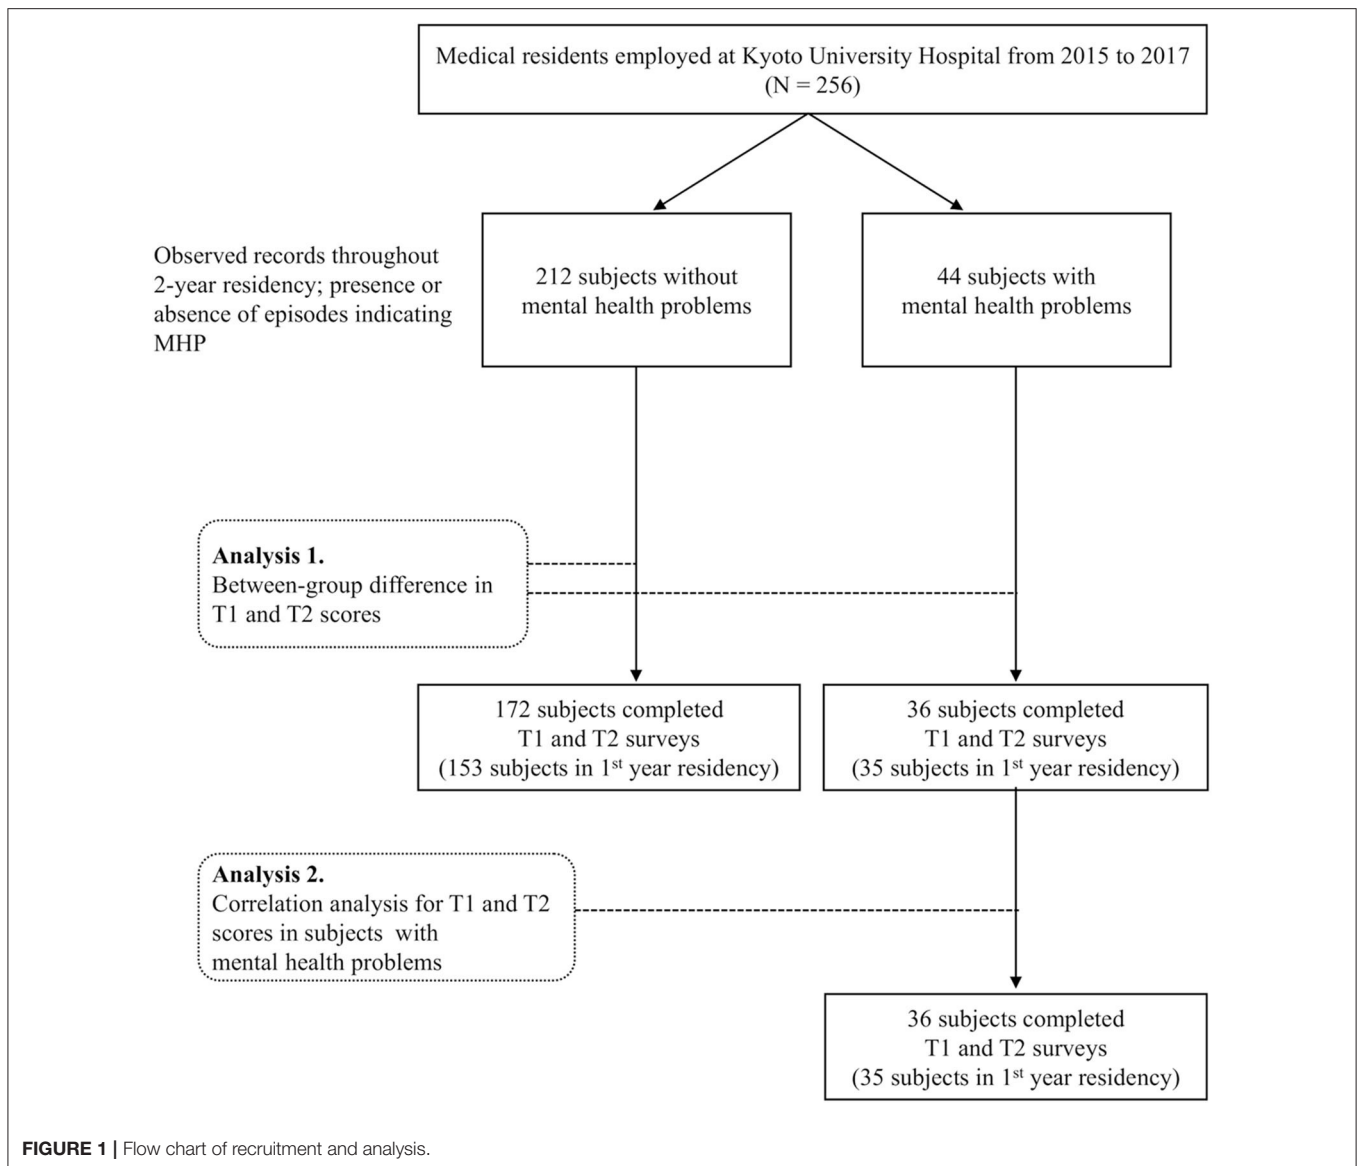 Medical residents employed at Kyoto University Hospital from 2015 to 2017
(N = 256)
Observed records throughout
2-year residency; presence or
absence of episodes indicating
MHP
212 subjects without
mental health problems
44 subjects with
mental health problems
Analysis 1.
Between-group difference in
T1 and T2 scores
172 subjects completed
T1 and T2 surveys
(153 subjects in 1st year residency)
36 subjects completed
T1 and T2 surveys
(35 subjects in 1st year residency)
Analysis 2.
Correlation analysis for T1 and T2
scores in subjects with
mental health problems
36 subjects completed
T1 and T2 surveys
(35 subjects in 1st year residency)
FIGURE 1 | Flow chart of recruitment and analysis.